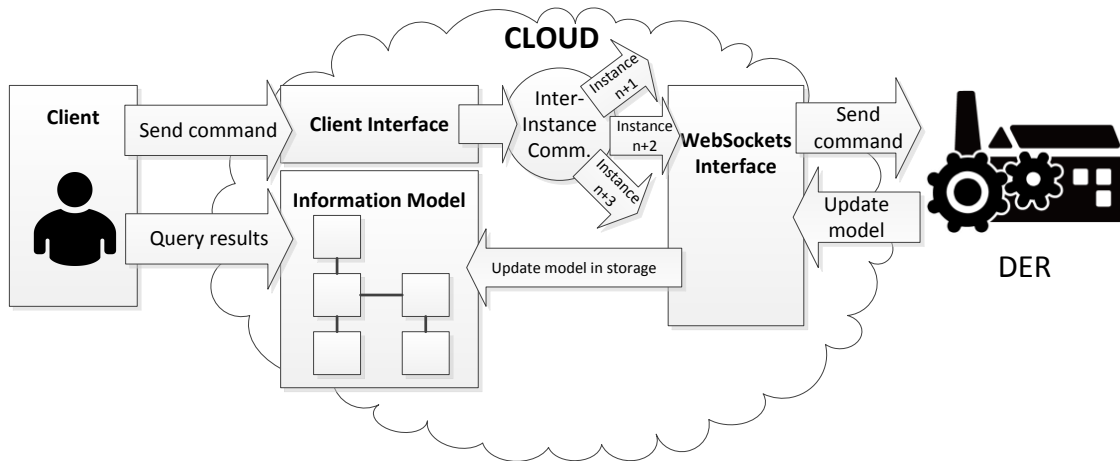 CLOUD
Client
Send command
Query results
Client Interface
Information Model
Inter-
Instance
Comm.
Instance
n+1
Instance
n+2
Instance
n+3
WebSockets
Interface
Update model in storage
Send
command
Update
model
DER